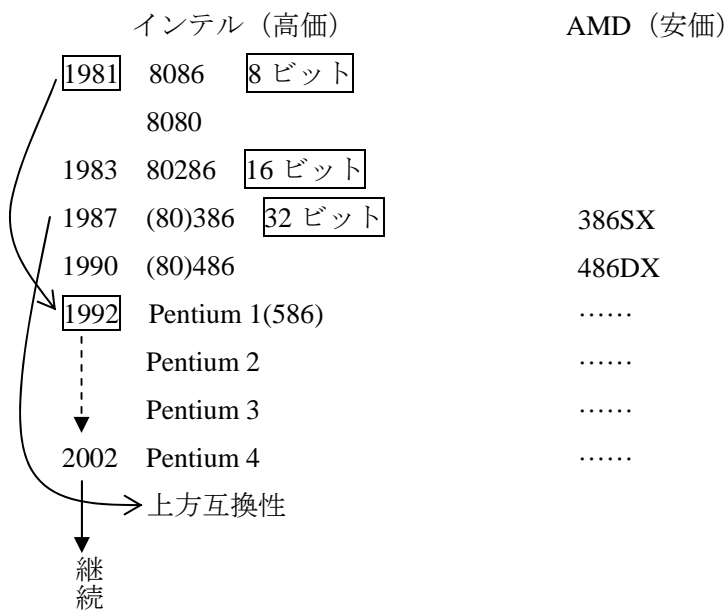 インテル（高価） AMD（安価）
1981 8086 8 ビット
8080
1983 80286 16 ビット
1987 (80)386 32 ビット 386SX
1990 (80)486 486DX
1992 Pentium 1(586) ……
Pentium 2 ……
Pentium 3 ……
2002 Pentium 4 ……
上方互換性
継続